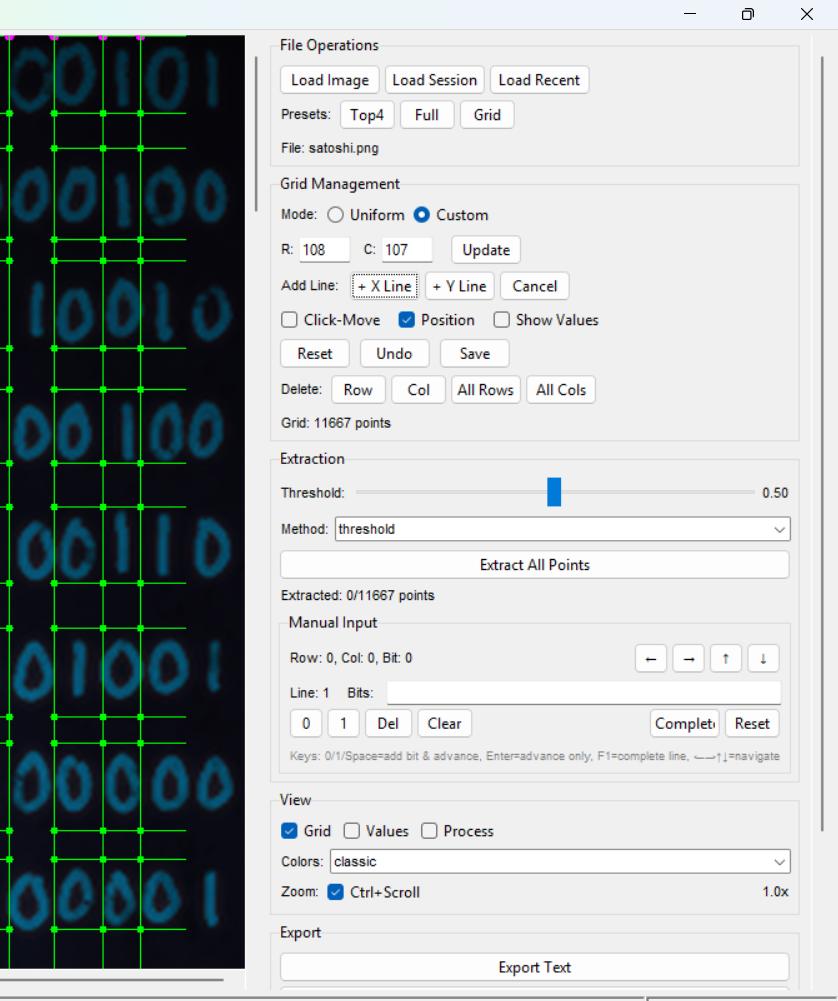 00101
00100
10010
00100
00110
01001
00000
00001
File Operations
Load Image Load Session Load Recent
Presets: Top4 Full Grid
File: satoshi.png
Grid Management
Mode: Uniform Custom
R: 108 C: 107 Update
Add Line: + X Line + Y Line Cancel
Click-Move Position Show Values
Reset Undo Save
Delete: Row Col All Rows All Cols
Grid: 11667 points
Extraction
Threshold: 0.50
Method: threshold
Extract All Points
Extracted: 0/11667 points
Manual Input
Row: 0, Col: 0, Bit: 0
← → ↑ ↓
Line: 1 Bits:
0 1 Del Clear Complet Reset
Keys: 0/1/Space=add bit & advance, Enter=advance only, F1=complete line, ←→↑↓=navigate
View
Grid Values Process
Colors: classic
Zoom: Ctrl+Scroll 1.0x
Export
Export Text